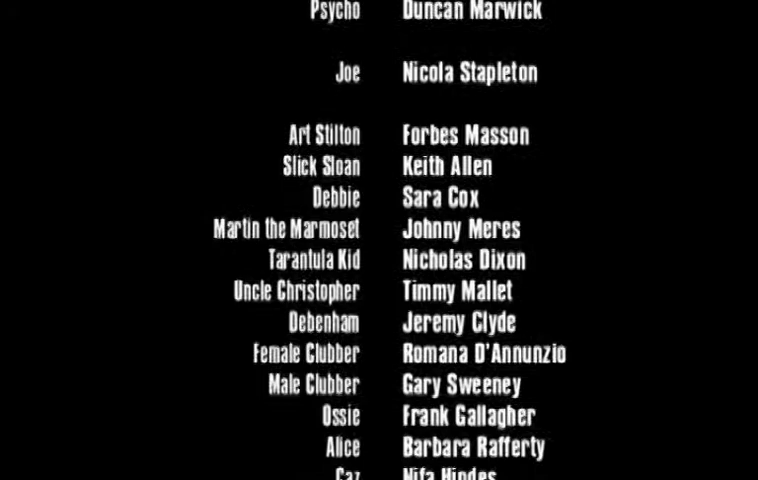 Psycho Duncan Marwick
Joe Nicola Stapleton
Art Stilton Forbes Masson
Slick Sloan Keith Allen
Debbie Sara Cox
Martin the Marmoset Johnny Meres
Tarantula Kid Nicholas Dixon
Uncle Christopher Timmy Mallet
Debenham Jeremy Clyde
Female Clubber Romana D'Annunzio
Male Clubber Gary Sweeney
Ossie Frank Gallagher
Alice Barbara Rafferty